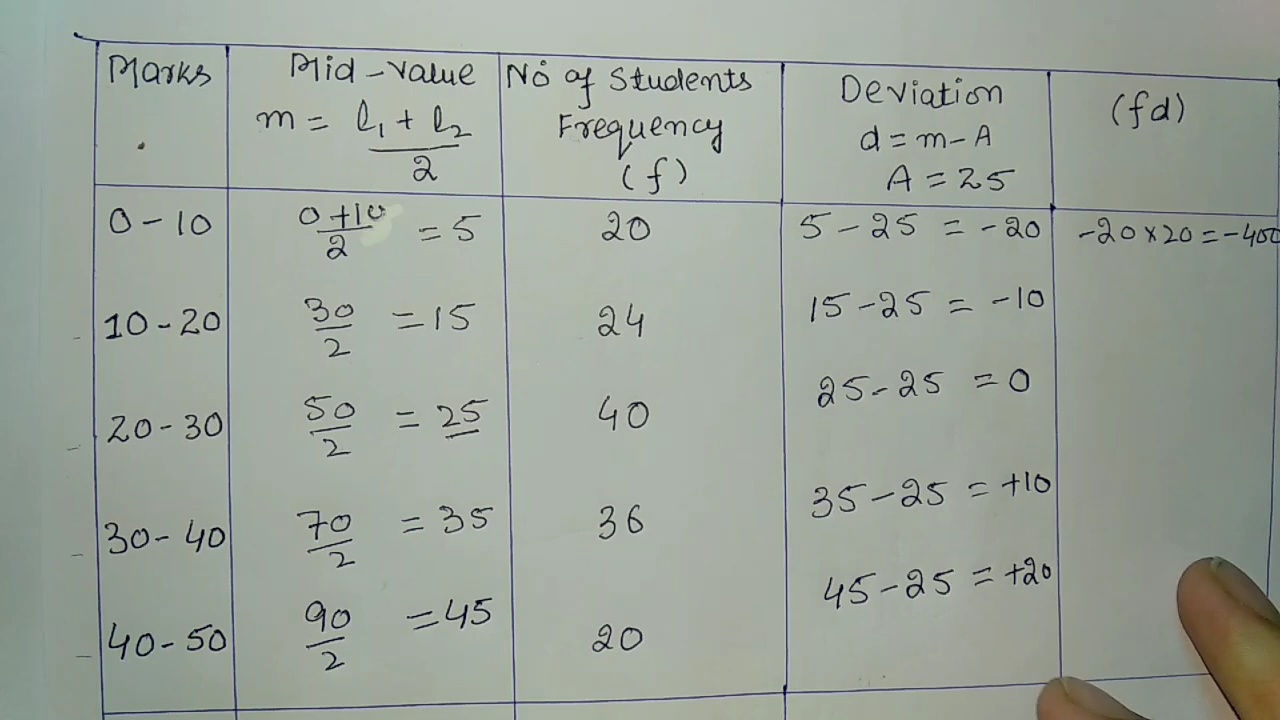 Marks
Mid-value
m = l₁ + l₂
2
No of Students
Frequency
(f)
Deviation
d = m - A
A = 25
(fd)
0 - 10
0 + 10
2
= 5
20
5 - 25 = -20
-20 × 20 = -400
10 - 20
30
2
= 15
24
15 - 25 = -10
20 - 30
50
2
= 25
40
25 - 25 = 0
30 - 40
70
2
= 35
36
35 - 25 = +10
40 - 50
90
2
= 45
20
45 - 25 = +20